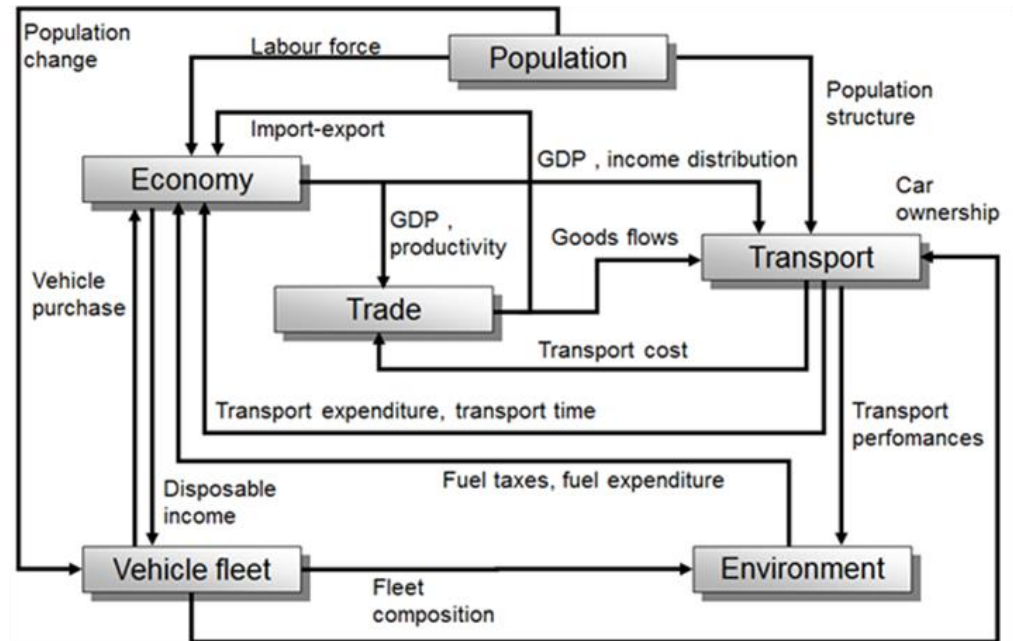 Population
change
Labour force
Population
Population
structure
Import-export
GDP , income distribution
Economy
Car
ownership
GDP ,
productivity
Goods flows
Transport
Vehicle
purchase
Trade
Transport cost
Transport expenditure, transport time
Transport
perfomances
Fuel taxes, fuel expenditure
Disposable
income
Vehicle fleet
Environment
Fleet
composition